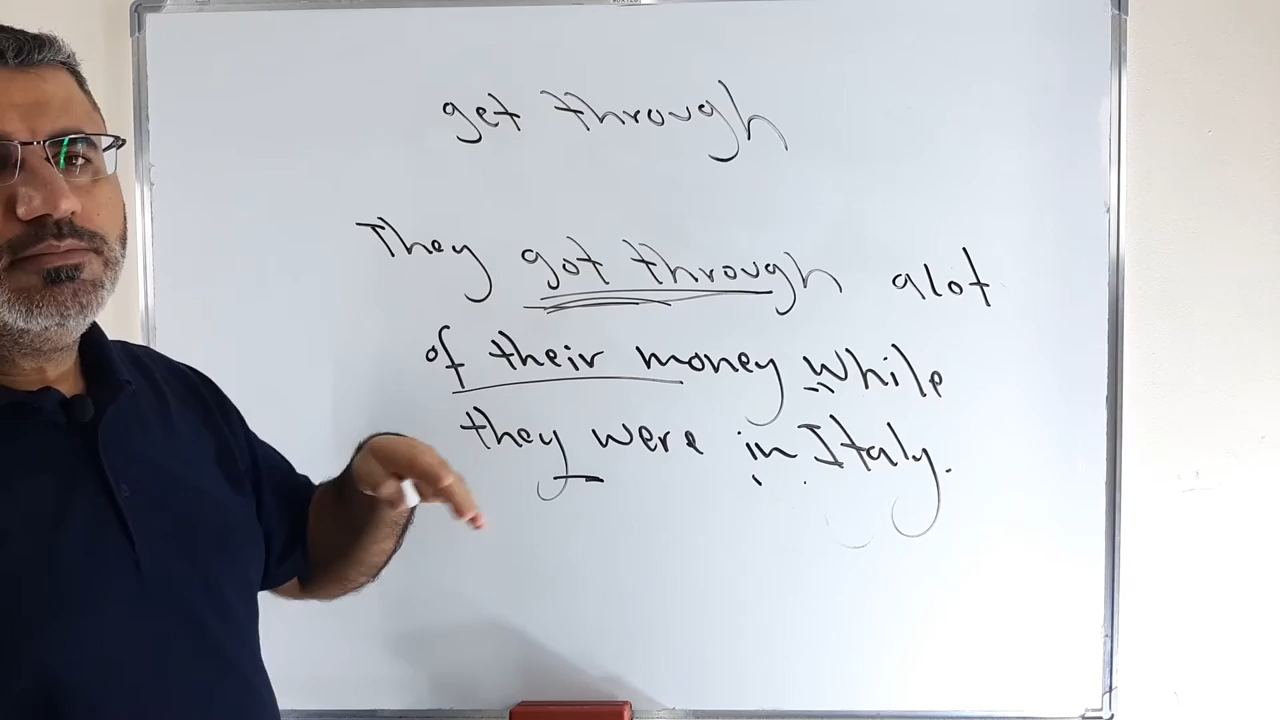 get through
They got through alot
of their money while
they were in Italy.